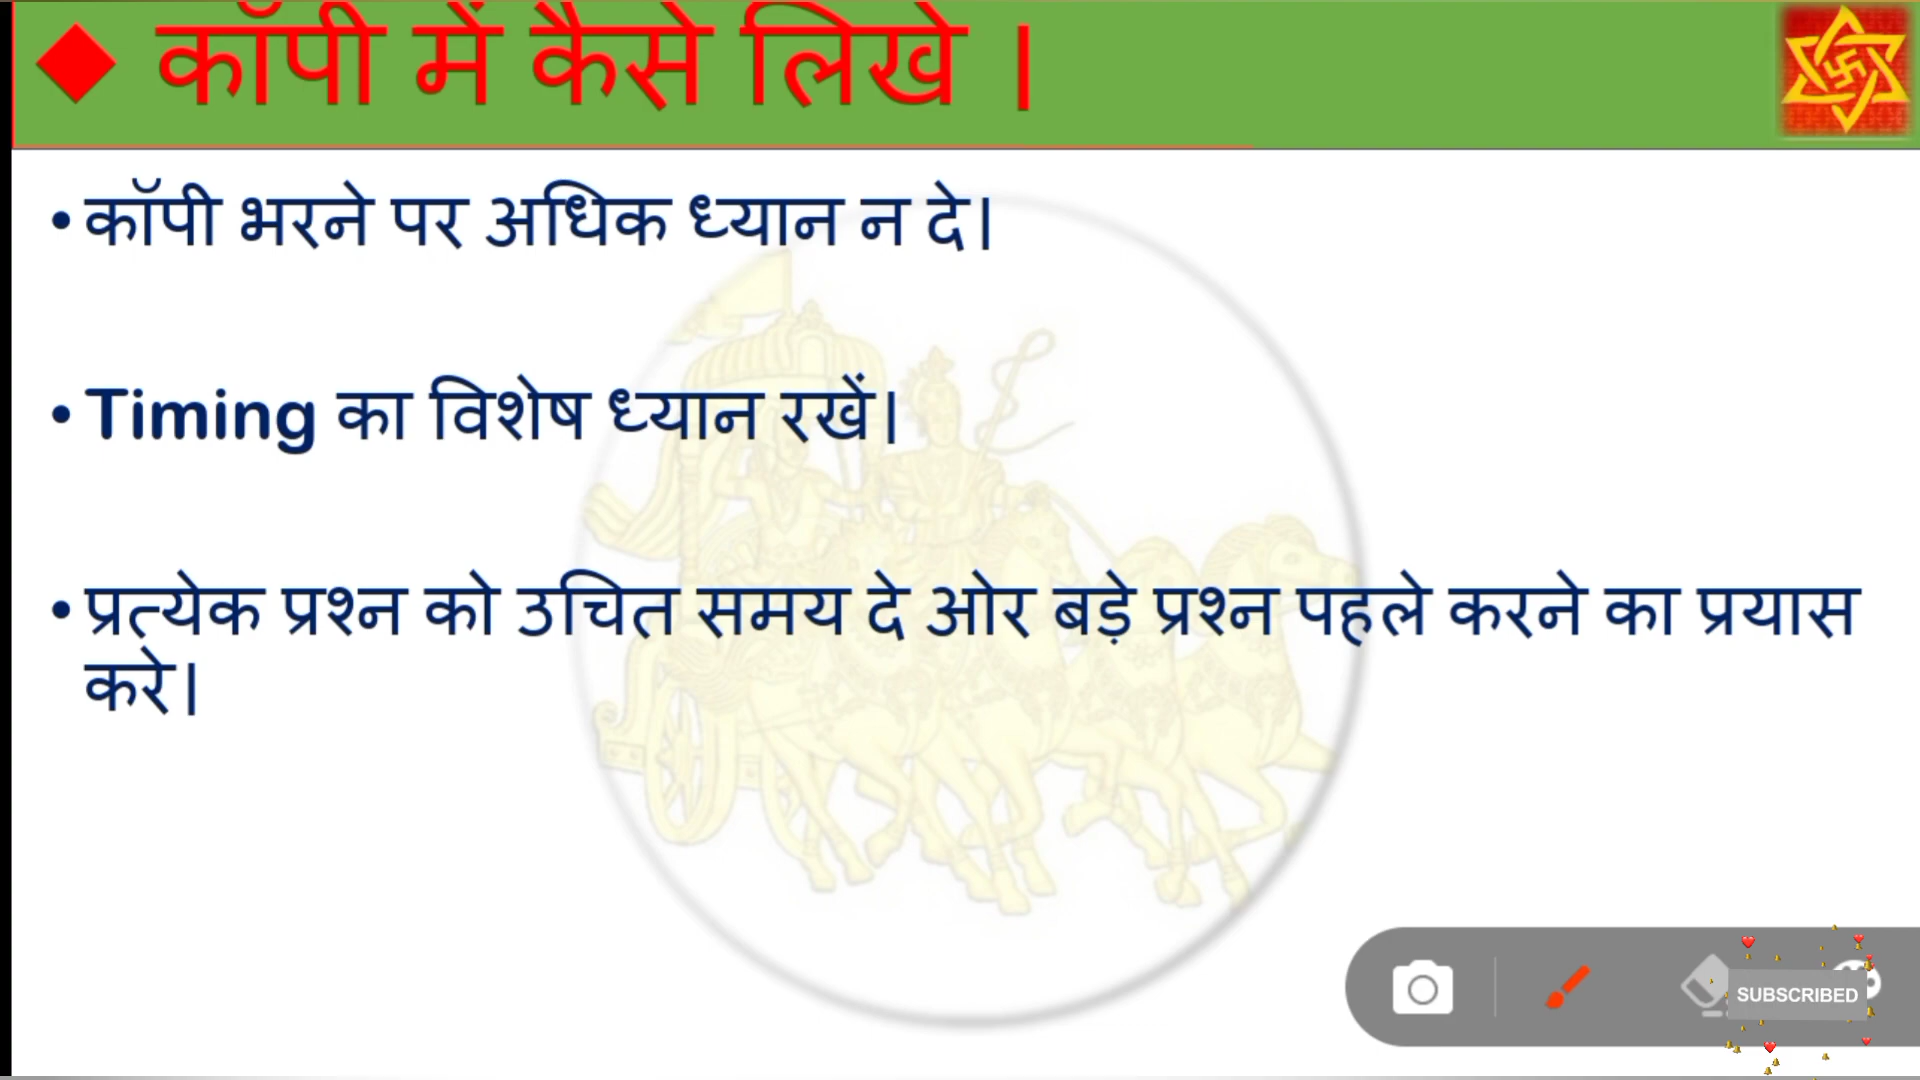 कॉपी में कैसे लिखे ।
• कॉपी भरने पर अधिक ध्यान न दे।
• Timing का विशेष ध्यान रखें।
• प्रत्येक प्रश्न को उचित समय दे ओर बड़े प्रश्न पहले करने का प्रयास
करे।
SUBSCRIBED